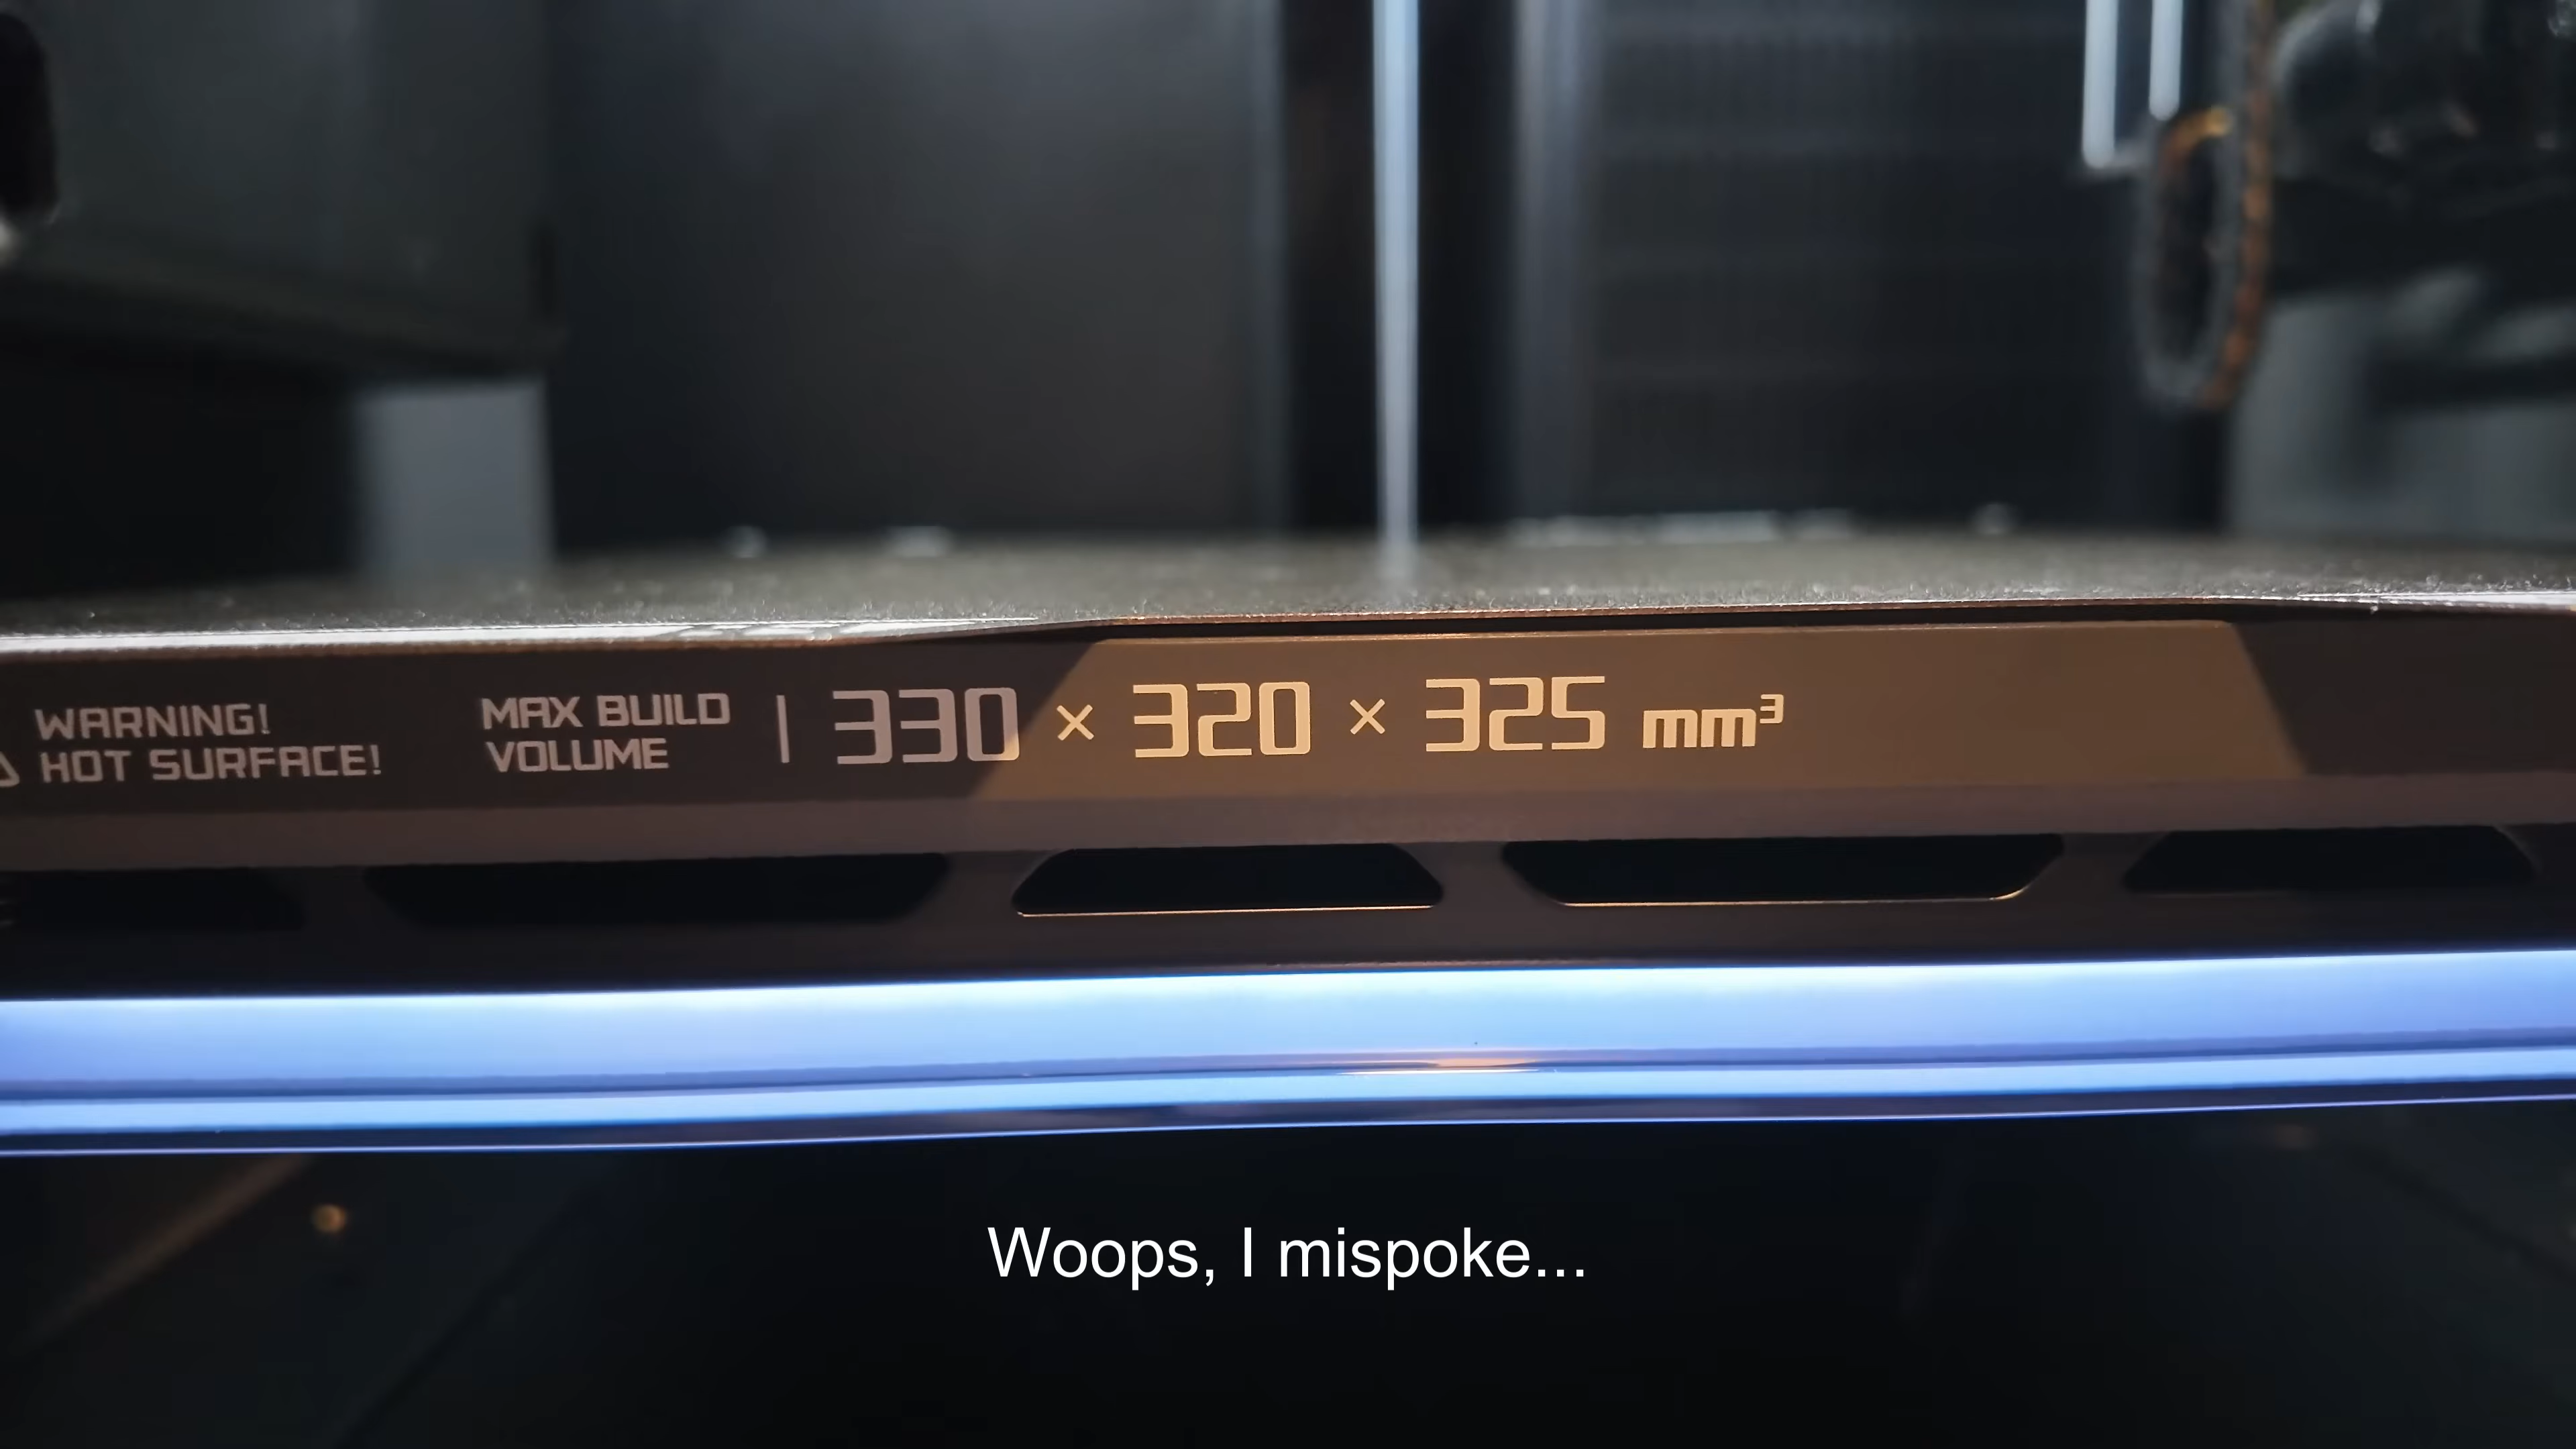 WARNING!
HOT SURFACE!
MAX BUILD
VOLUME
330 × 320 × 325 mm³
Woops, I mispoke...